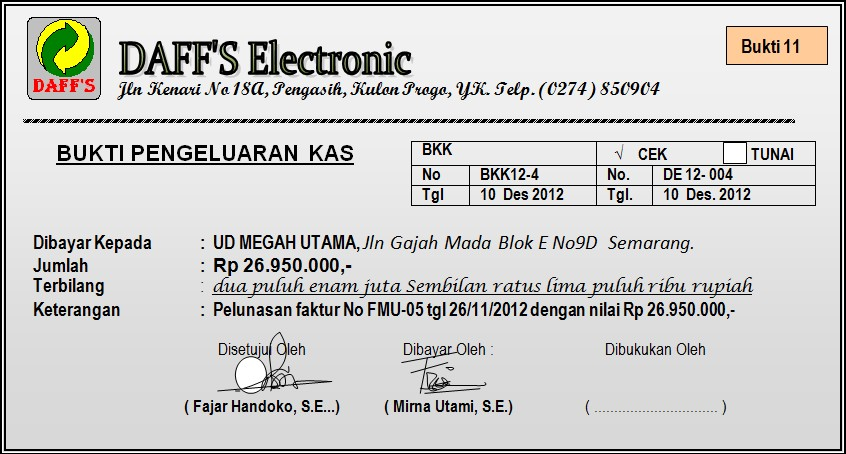 DAFF'S
DAFF'S Electronic
Jln Kenari No 18A, Pengasih, Kulon Progo, YK. Telp. (0274) 850904
Bukti 11
BUKTI PENGELUARAN KAS
BKK √ CEK TUNAI
No BKK12-4 No. DE 12- 004
Tgl 10 Des 2012 Tgl. 10 Des. 2012
Dibayar Kepada : UD MEGAH UTAMA, Jln Gajah Mada Blok E No9D Semarang.
Jumlah : Rp 26.950.000,-
Terbilang : dua puluh enam juta Sembilan ratus lima puluh ribu rupiah
Keterangan : Pelunasan faktur No FMU-05 tgl 26/11/2012 dengan nilai Rp 26.950.000,-
Disetujui Oleh Dibayar Oleh : Dibukukan Oleh
( Fajar Handoko, S.E...) ( Mirna Utami, S.E.) ( ............................... )